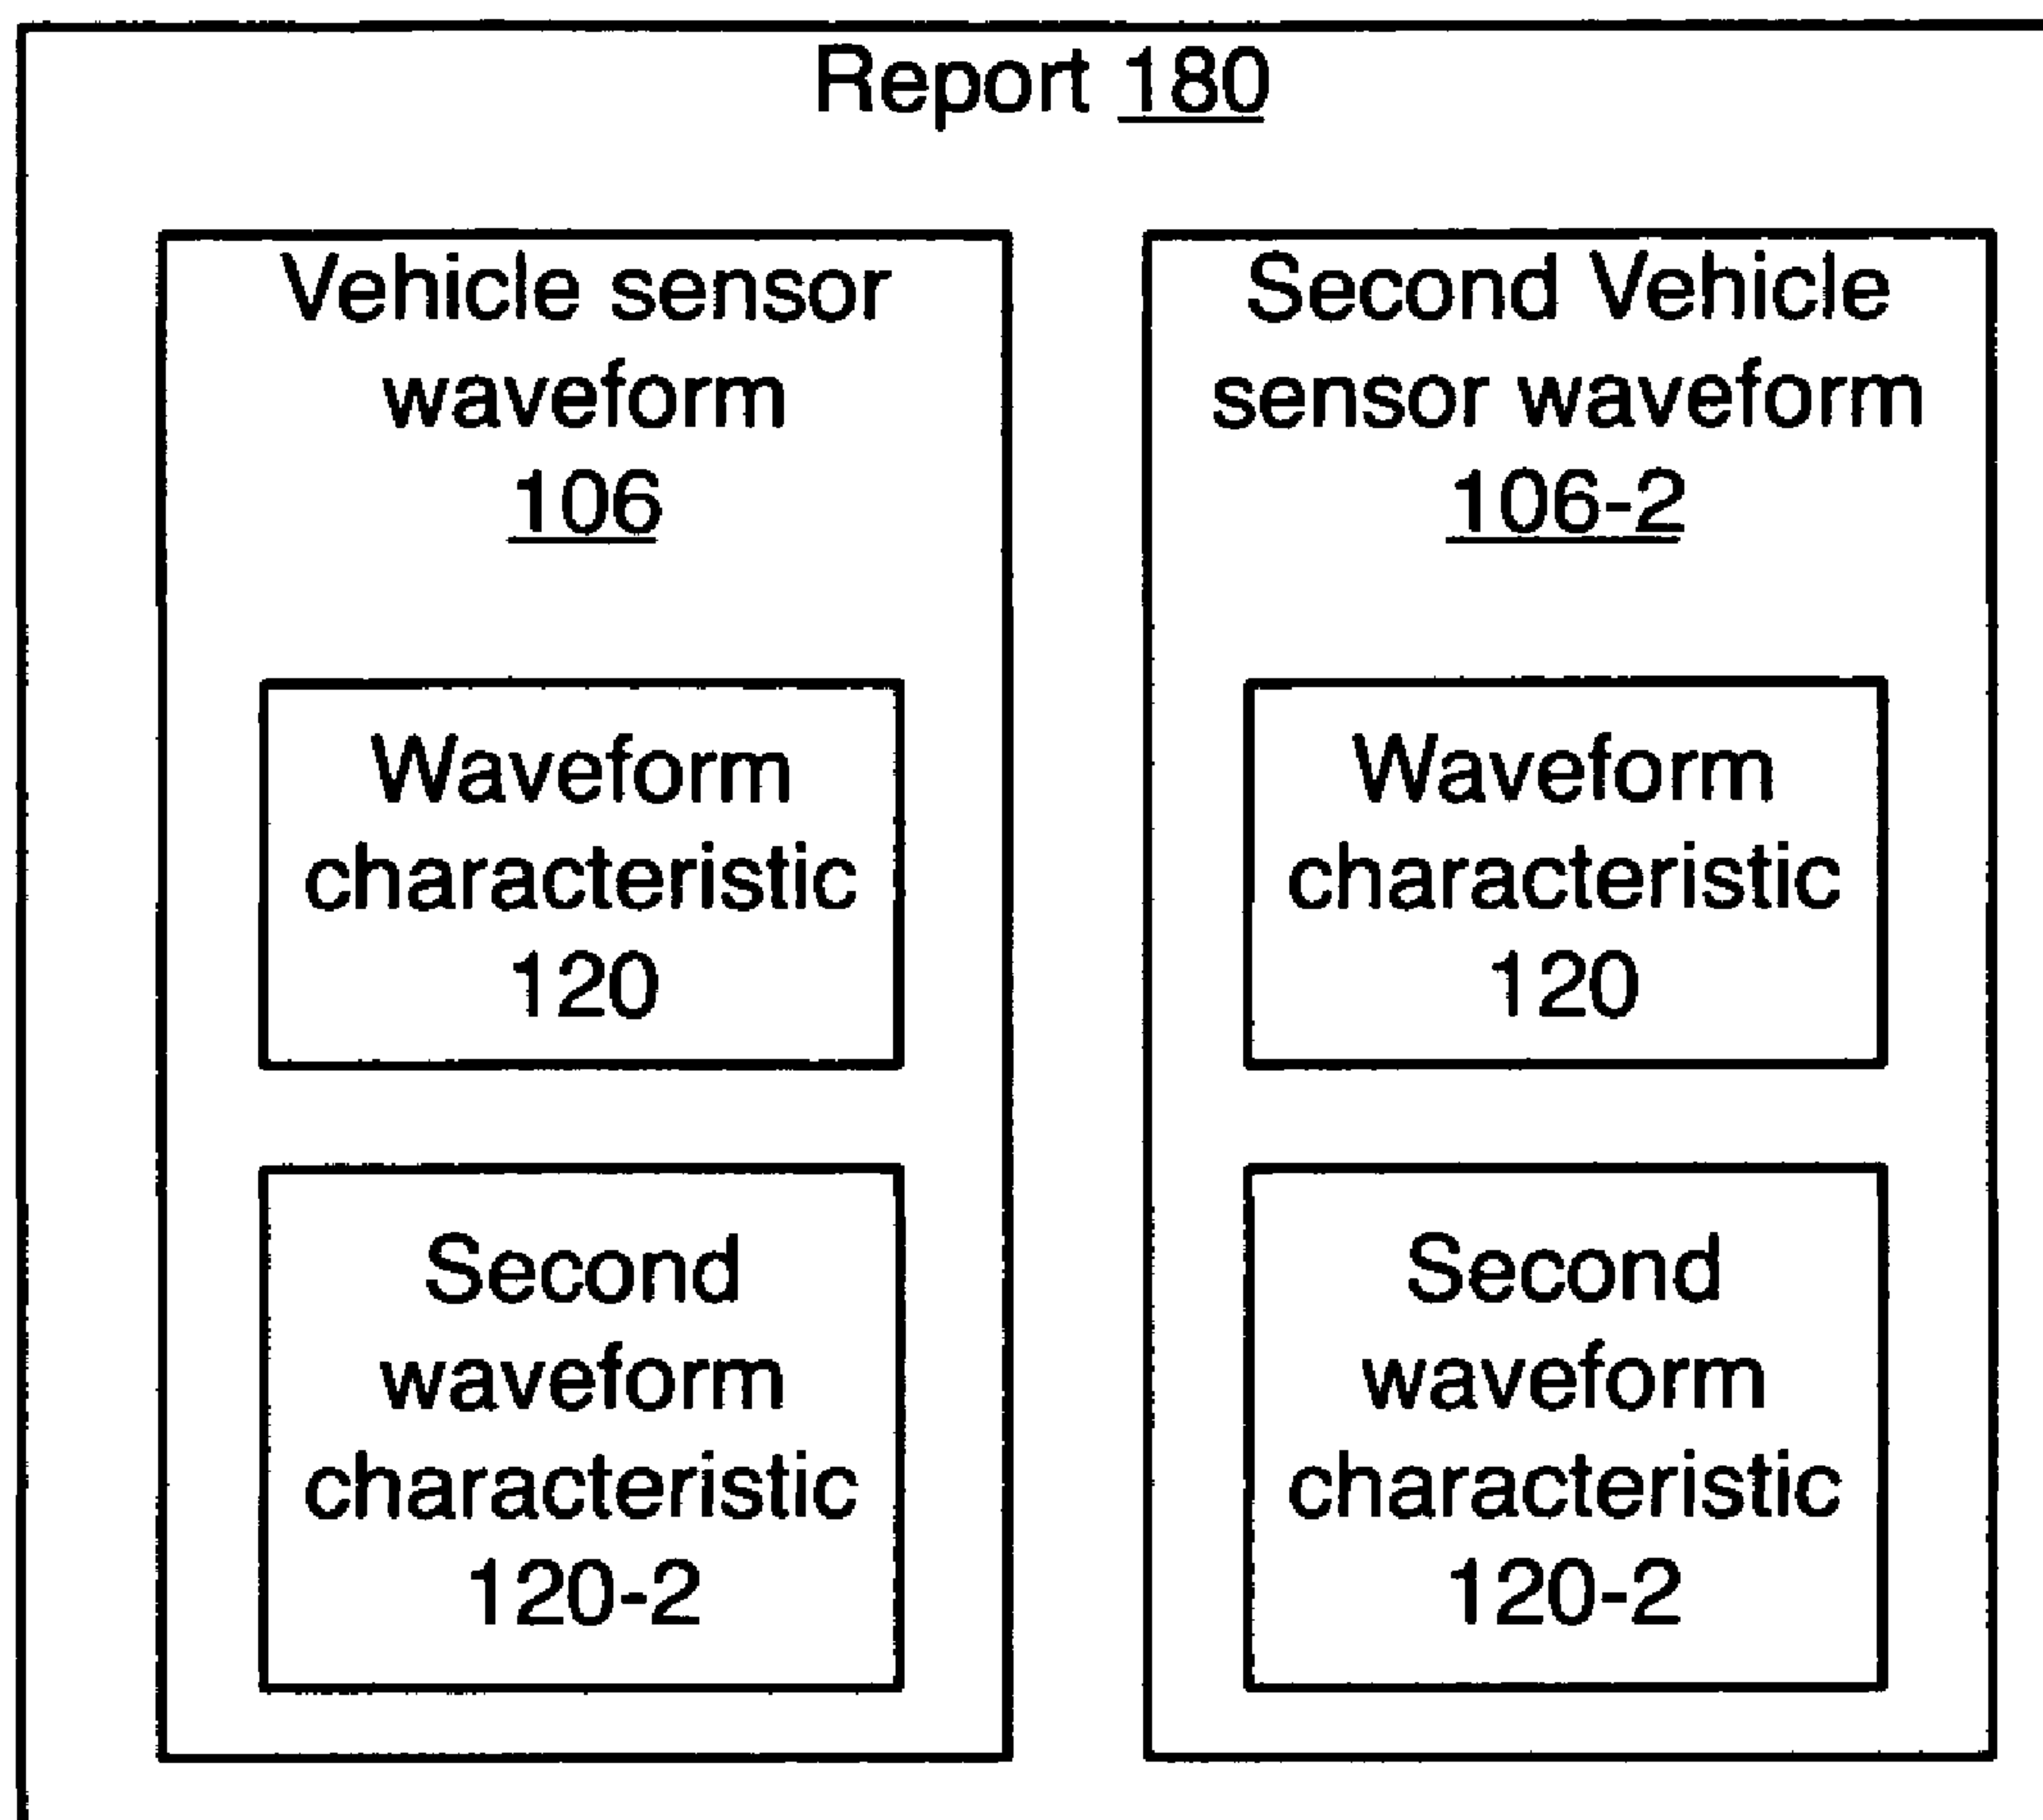 Report 180
Vehicle sensor
waveform
106
Waveform
characteristic
120
Second
waveform
characteristic
120-2
Second Vehicle
sensor waveform
106-2
Waveform
characteristic
120
Second
waveform
characteristic
120-2